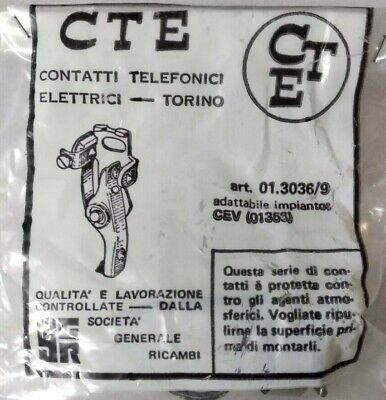 CTE
CTE
CONTATTI TELEFONICI
ELETTRICI — TORINO
art. 01.3036/9
adattabile impiantos
CEV (01353)
QUALITA' E LAVORAZIONE
CONTROLLATE — DALLA
SOCIETA'
GENERALE
RICAMBI
Questa serie di con-
tatti è protetta con-
tro gli agenti atmo-
sferici. Vogliate ripu-
lirne la superficie pri-
ma di montarli.